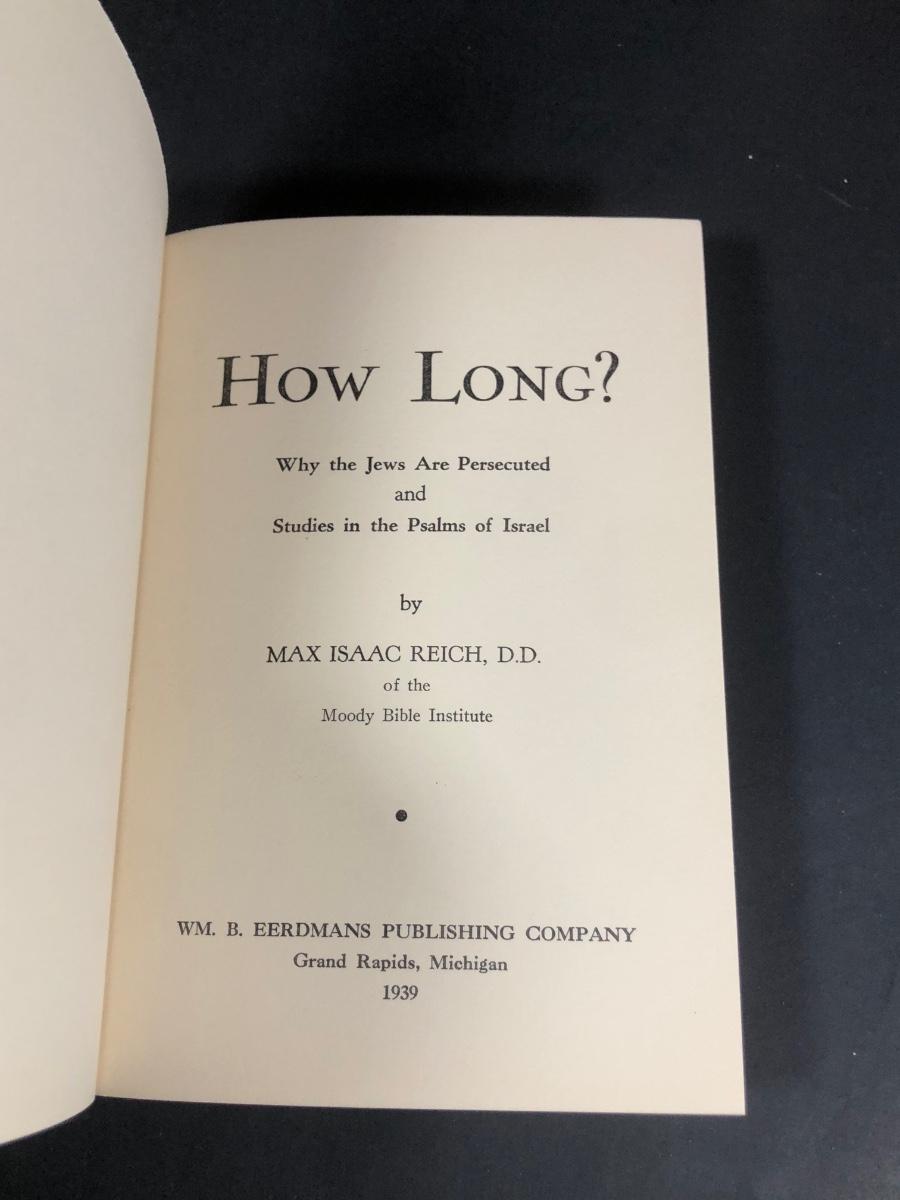 How Long?
Why the Jews Are Persecuted
and
Studies in the Psalms of Israel
by
MAX ISAAC REICH, D.D.
of the
Moody Bible Institute
WM. B. EERDMANS PUBLISHING COMPANY
Grand Rapids, Michigan
1939